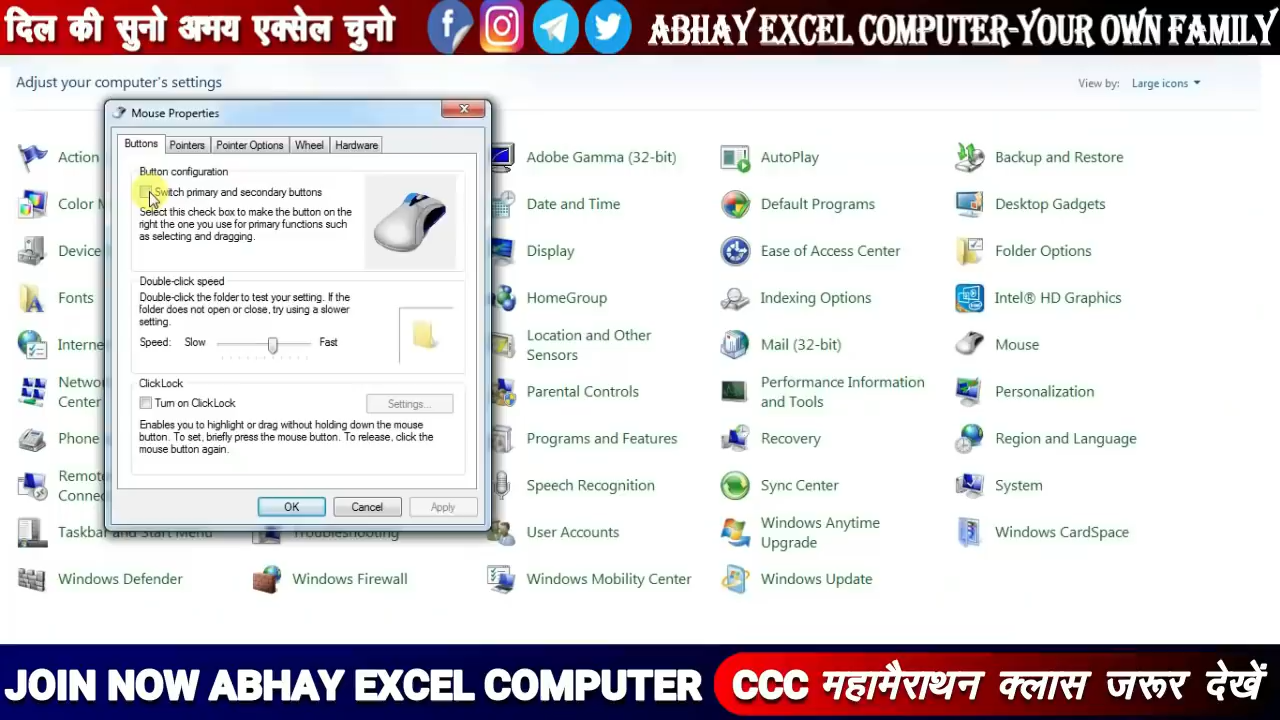 दिल की सुनो अभय एक्सेल चुनो
ABHAY EXCEL COMPUTER-YOUR OWN FAMILY
Adjust your computer's settings
View by: Large icons
Mouse Properties
Buttons Pointers Pointer Options Wheel Hardware
Button configuration
Switch primary and secondary buttons
Select this check box to make the button on the
right the one you use for primary functions such
as selecting and dragging.
Double-click speed
Double-click the folder to test your setting. If the
folder does not open or close, try using a slower
setting.
Speed: Slow Fast
ClickLock
Turn on ClickLock
Settings...
Enables you to highlight or drag without holding down the mouse
button. To set, briefly press the mouse button. To release, click the
mouse button again.
OK Cancel Apply
Action Adobe Gamma (32-bit) AutoPlay Backup and Restore
Color Date and Time Default Programs Desktop Gadgets
Device Display Ease of Access Center Folder Options
Fonts HomeGroup Indexing Options Intel® HD Graphics
Location and Other
Sensors
Mail (32-bit) Mouse
Network
Center
Parental Controls Performance Information
and Tools
Personalization
Phone Programs and Features Recovery Region and Language
Speech Recognition Sync Center System
Taskbar and Start Menu Troubleshooting User Accounts Windows Anytime
Upgrade
Windows CardSpace
Windows Defender Windows Firewall Windows Mobility Center Windows Update
JOIN NOW ABHAY EXCEL COMPUTER
CCC महामैराथन क्लास जरूर देखें